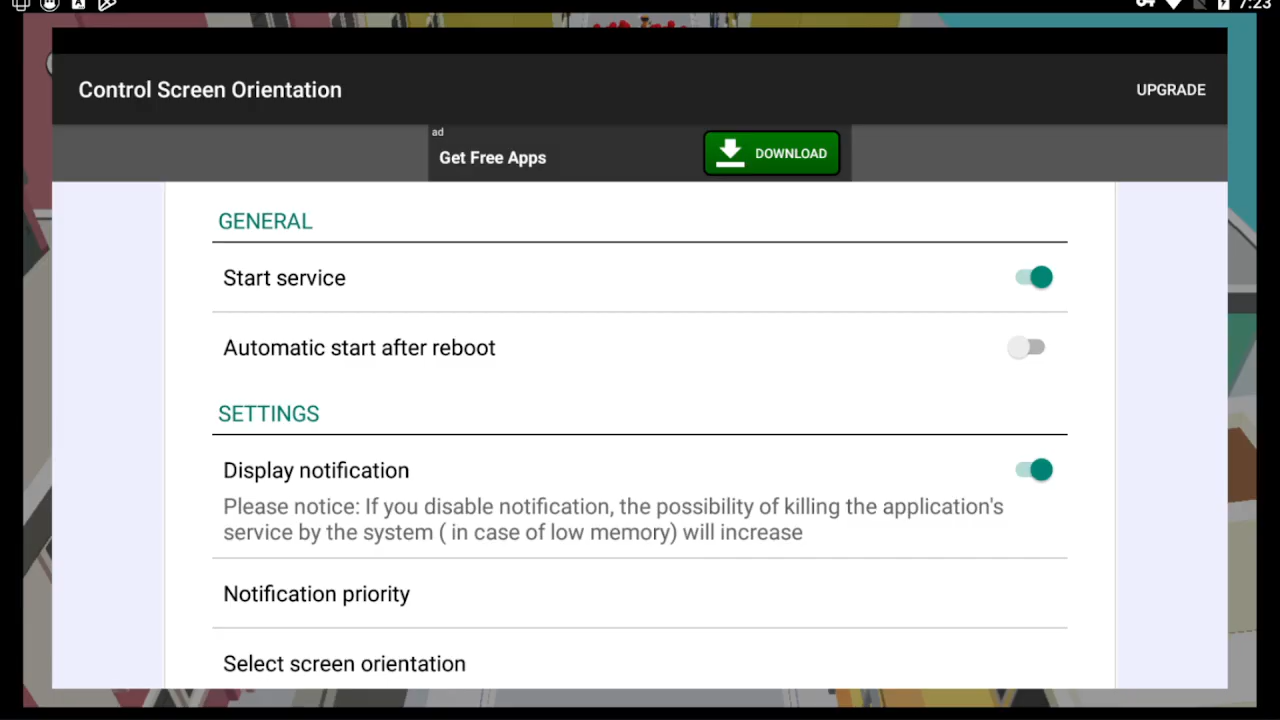 7:23
Control Screen Orientation
UPGRADE
ad
Get Free Apps
DOWNLOAD
GENERAL
Start service
Automatic start after reboot
SETTINGS
Display notification
Please notice: If you disable notification, the possibility of killing the application's
service by the system ( in case of low memory) will increase
Notification priority
Select screen orientation